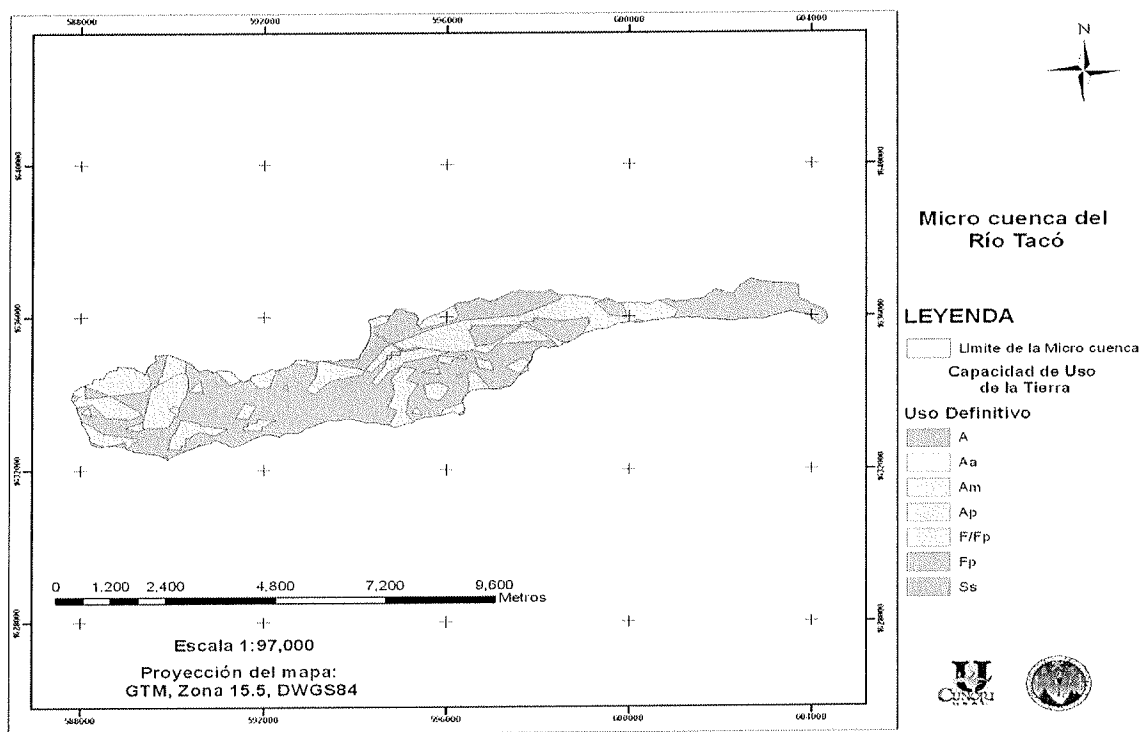 588000 592000 596000 600000 604000
N
Micro cuenca del
Río Tacó
LEYENDA
Limite de la Micro cuenca
Capacidad de Uso
de la Tierra
Uso Definitivo
A
Aa
Am
Ap
F/Fp
Fp
Ss
0 1,200 2,400 4,800 7,200 9,600
Metros
Escala 1:97,000
Proyección del mapa:
GTM, Zona 15.5, DWGS84
CUNORI
588000 592000 596000 600000 604000